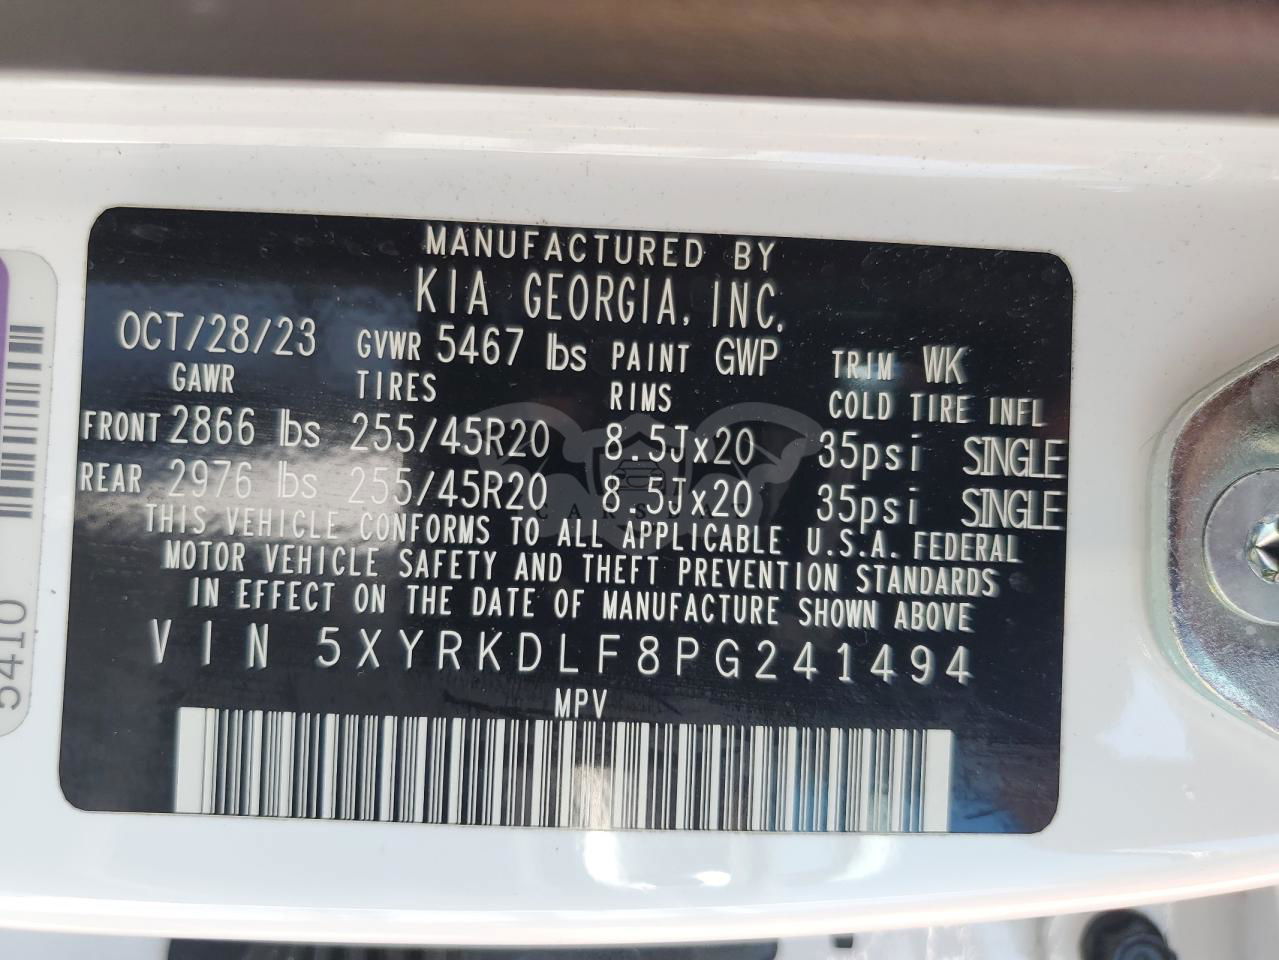 MANUFACTURED BY
KIA GEORGIA, INC.
OCT/28/23 GVWR 5467 lbs PAINT GWP TRIM WK
GAWR TIRES RIMS COLD TIRE INFL
FRONT 2866 lbs 255/45R20 8.5Jx20 35psi SINGLE
REAR 2976 lbs 255/45R20 8.5Jx20 35psi SINGLE
THIS VEHICLE CONFORMS TO ALL APPLICABLE U.S.A. FEDERAL
MOTOR VEHICLE SAFETY AND THEFT PREVENTION STANDARDS
IN EFFECT ON THE DATE OF MANUFACTURE SHOWN ABOVE
VIN 5XYRKDLF8PG241494
MPV
5410